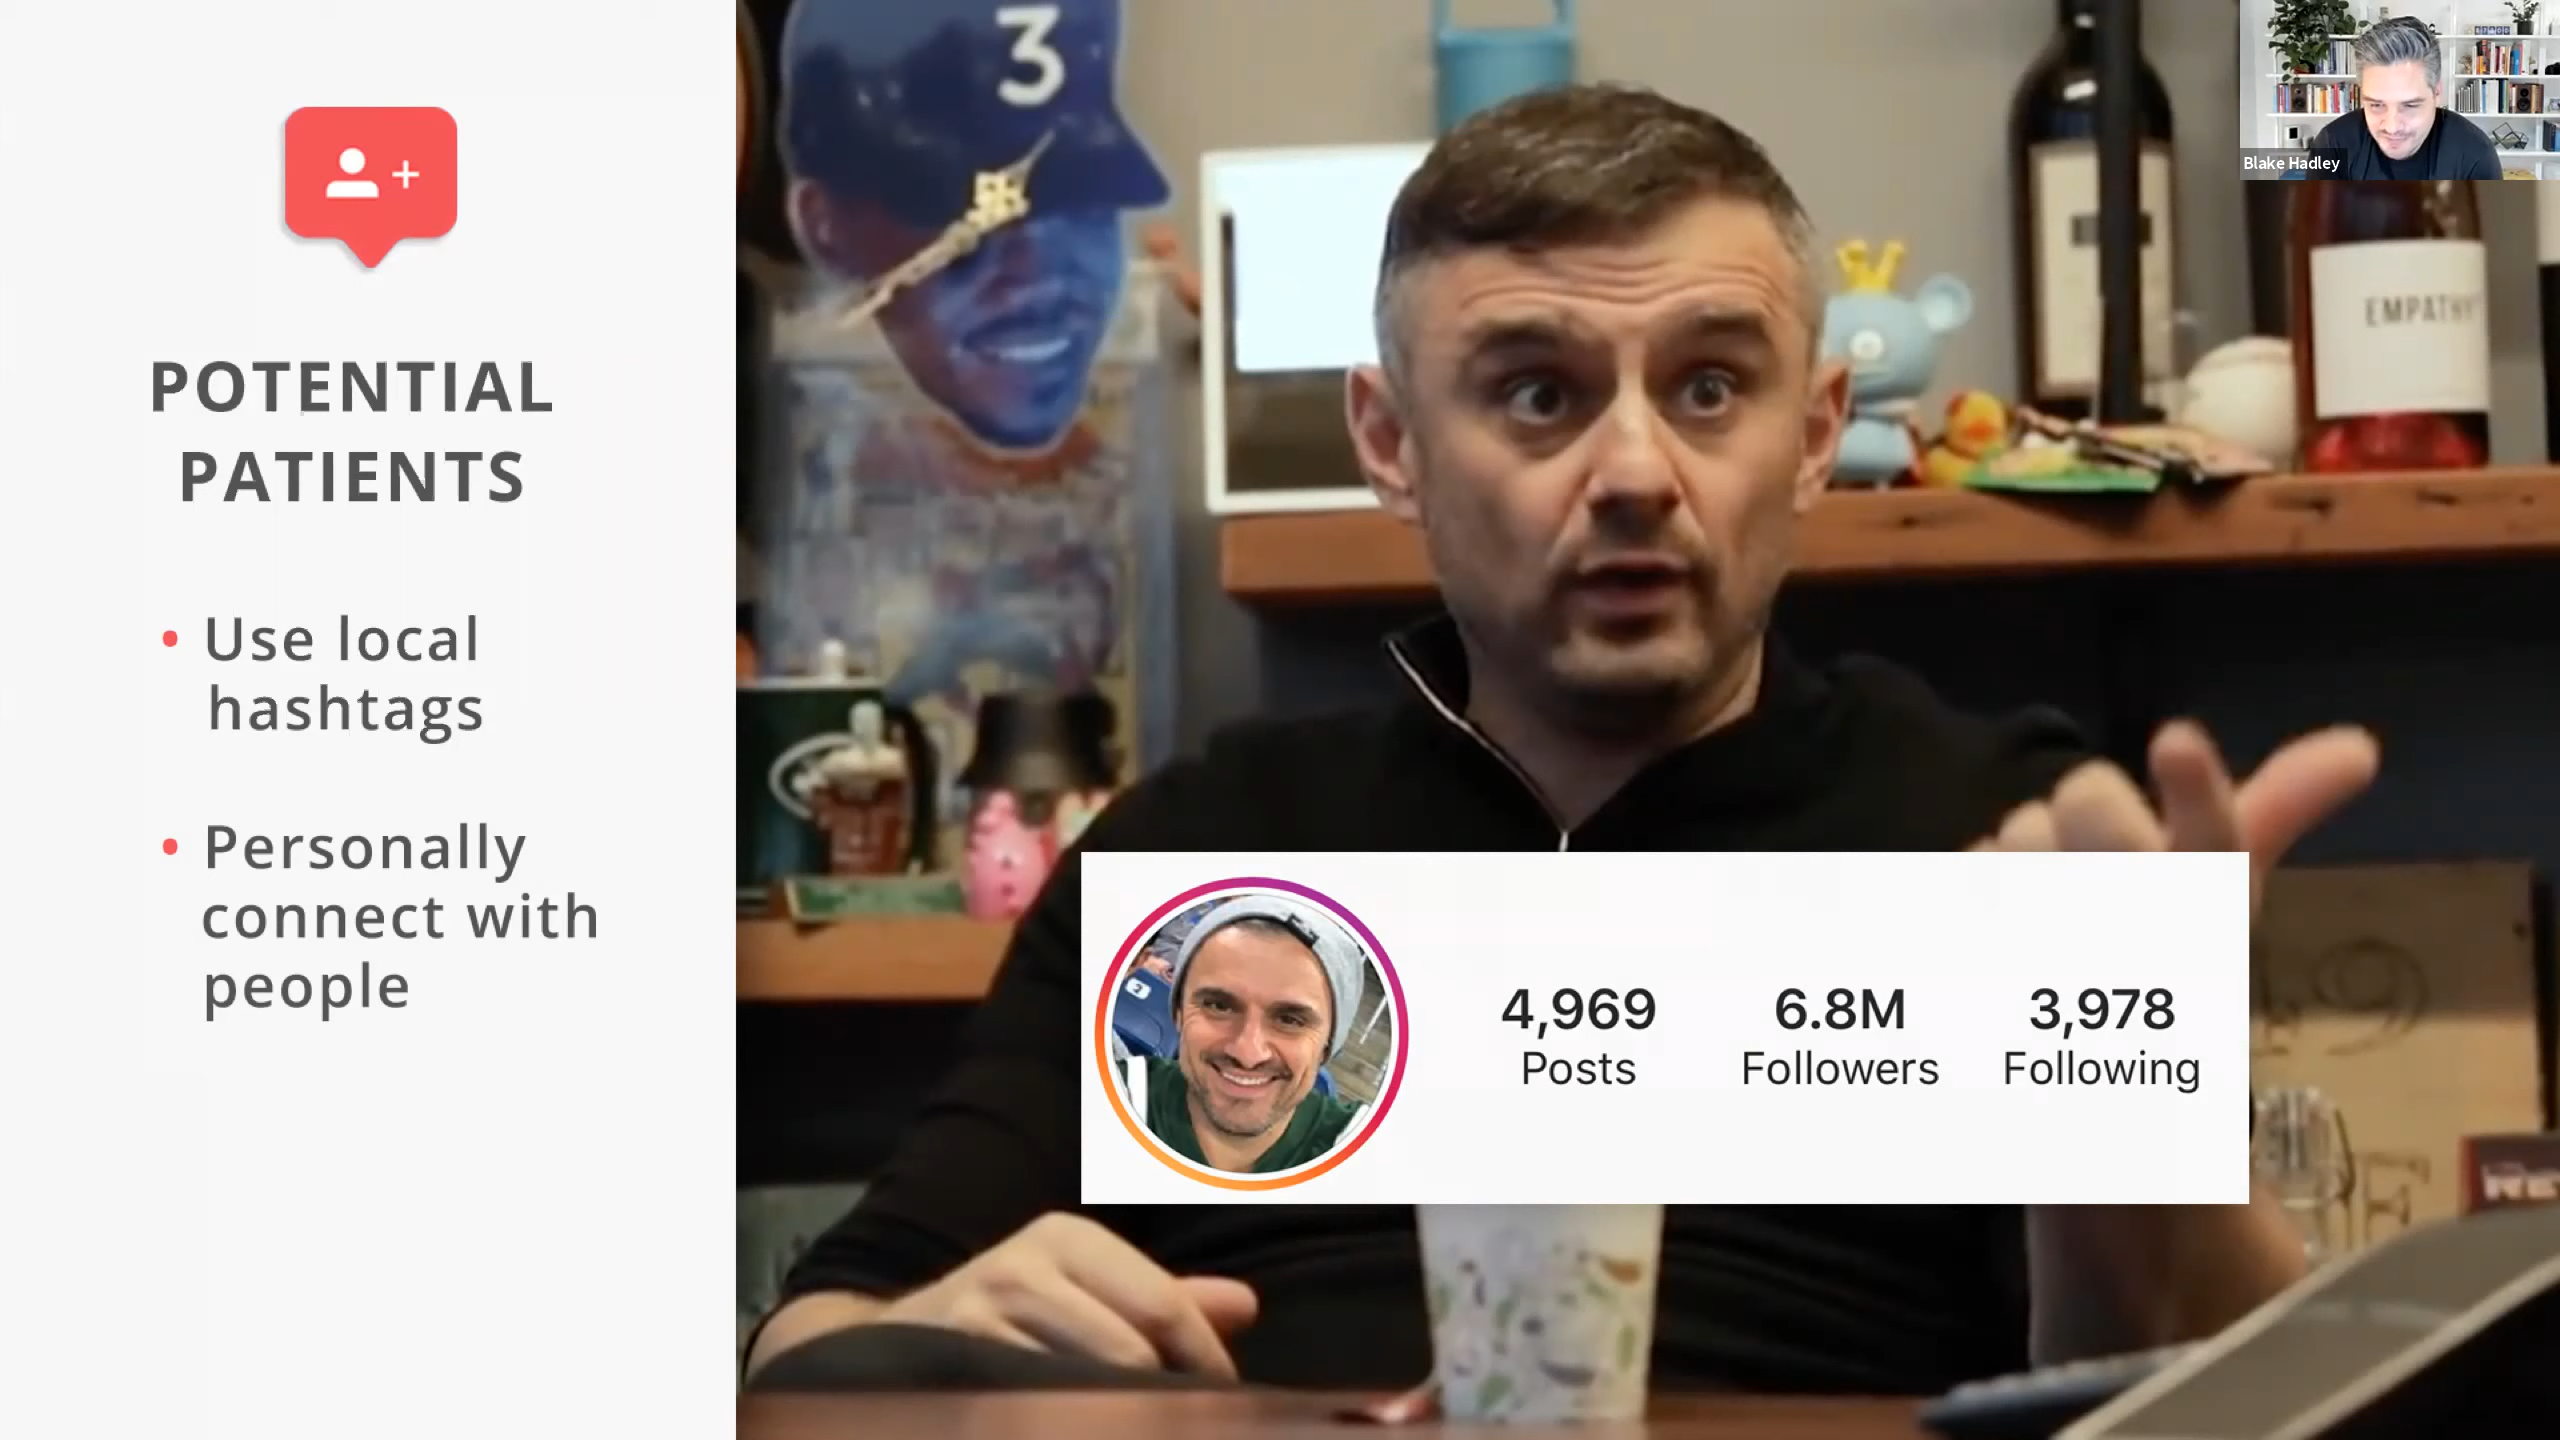 POTENTIAL
PATIENTS
• Use local
hashtags
• Personally
connect with
people
3
EMPATHY
Blake Hadley
2
4,969
Posts
6.8M
Followers
3,978
Following